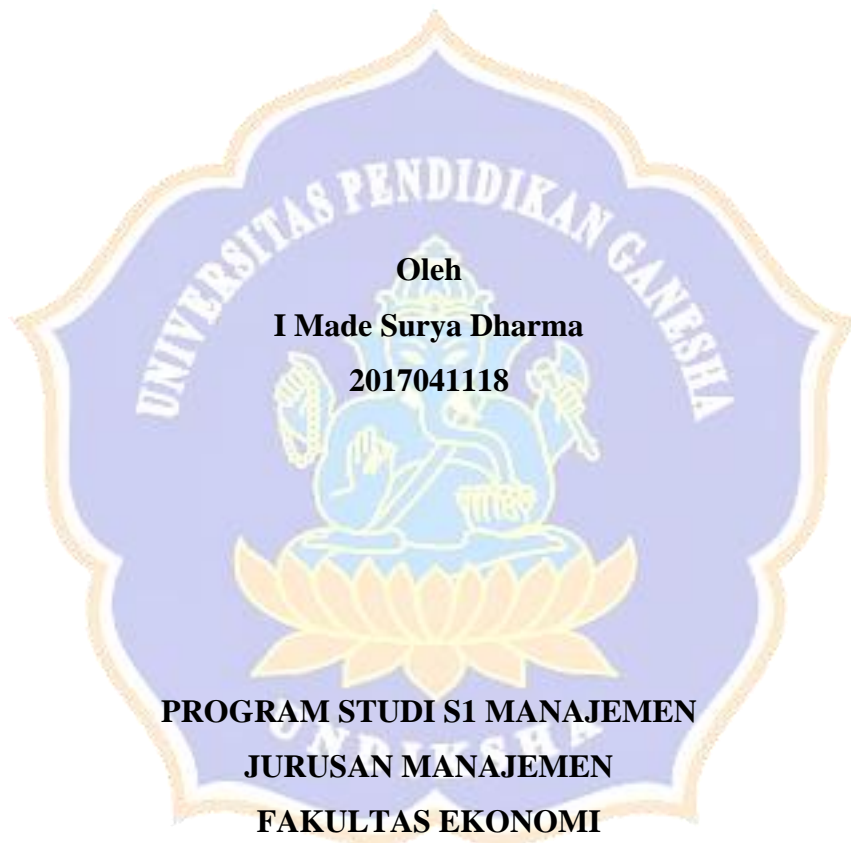 UNIVERSITAS PENDIDIKAN GANESHA
Oleh
I Made Surya Dharma
2017041118
PROGRAM STUDI S1 MANAJEMEN
UNDIKSHA
JURUSAN MANAJEMEN
FAKULTAS EKONOMI